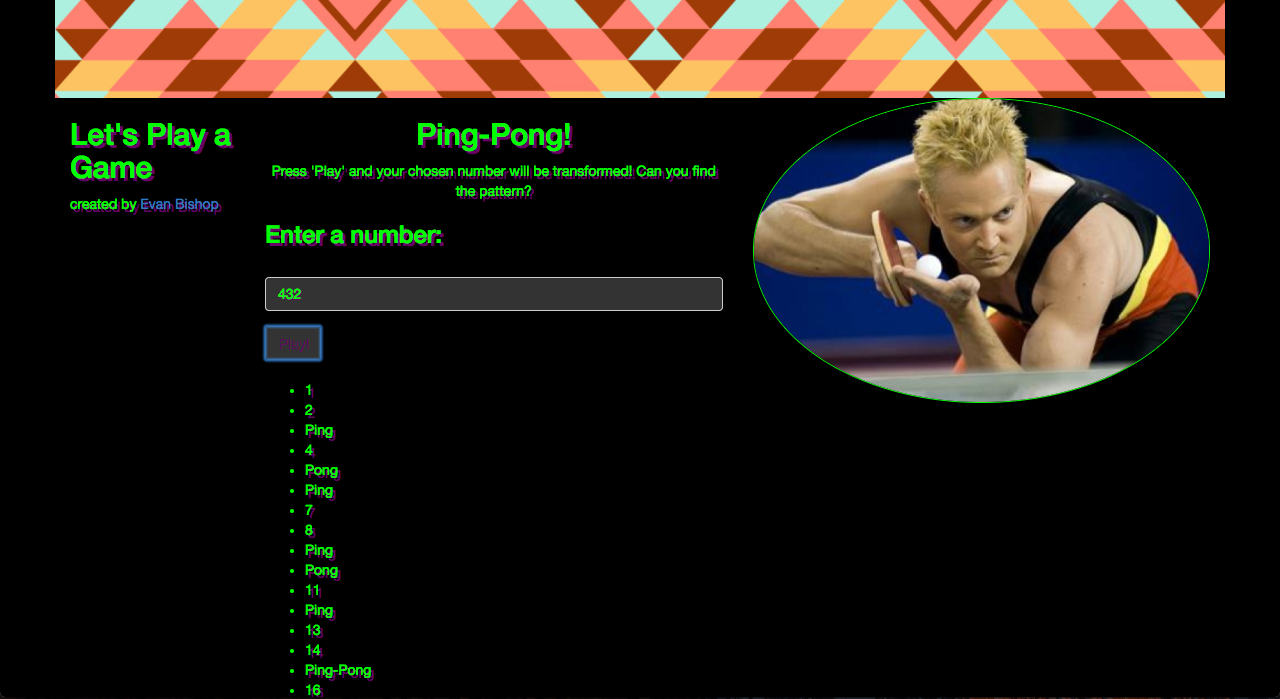 Let's Play a
Game
created by Evan Bishop
Ping-Pong!
Press 'Play' and your chosen number will be transformed! Can you find
the pattern?
Enter a number:
432
Play!
1
2
Ping
4
Pong
Ping
7
8
Ping
Pong
11
Ping
13
14
Ping-Pong
16